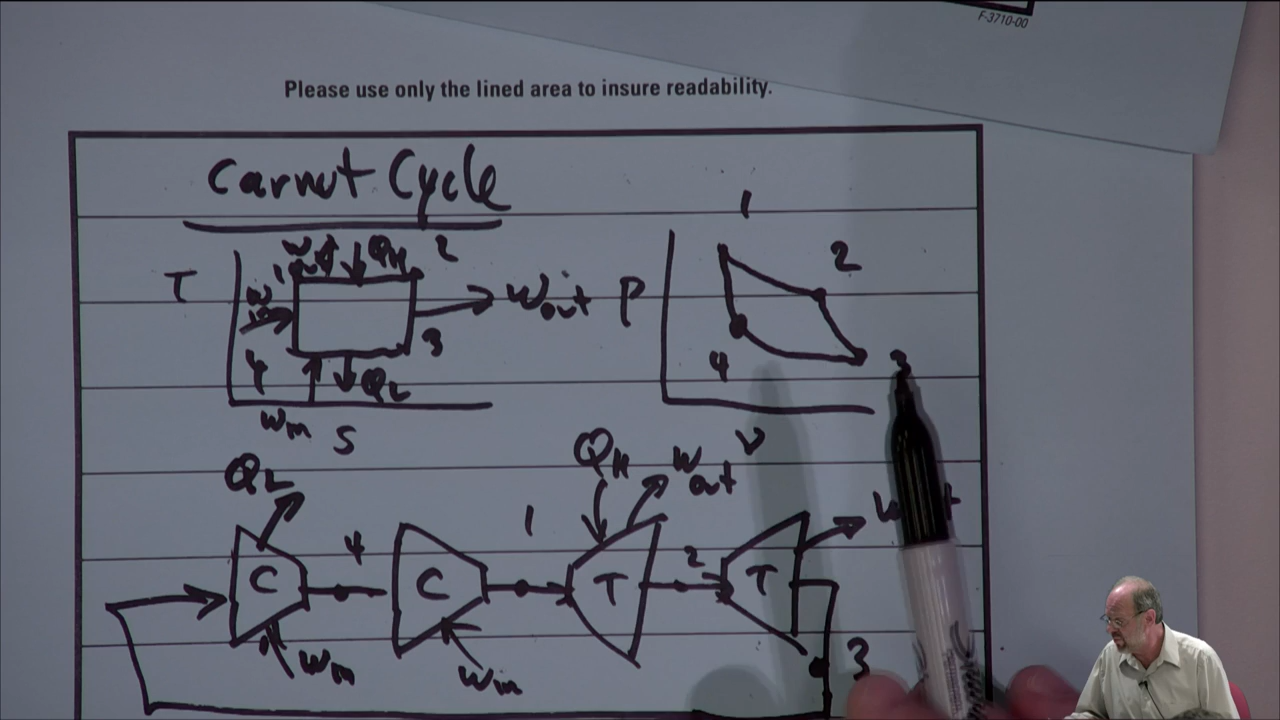 F-3710-00
Please use only the lined area to insure readability.
Carnot Cycle
1
T
1
Wout
QH
2
Win
Wout
4
3
QL
Win
S
P
2
4
3
V
QL
4
C
Win
C
Win
1
QH
T
Wout
2
T
3